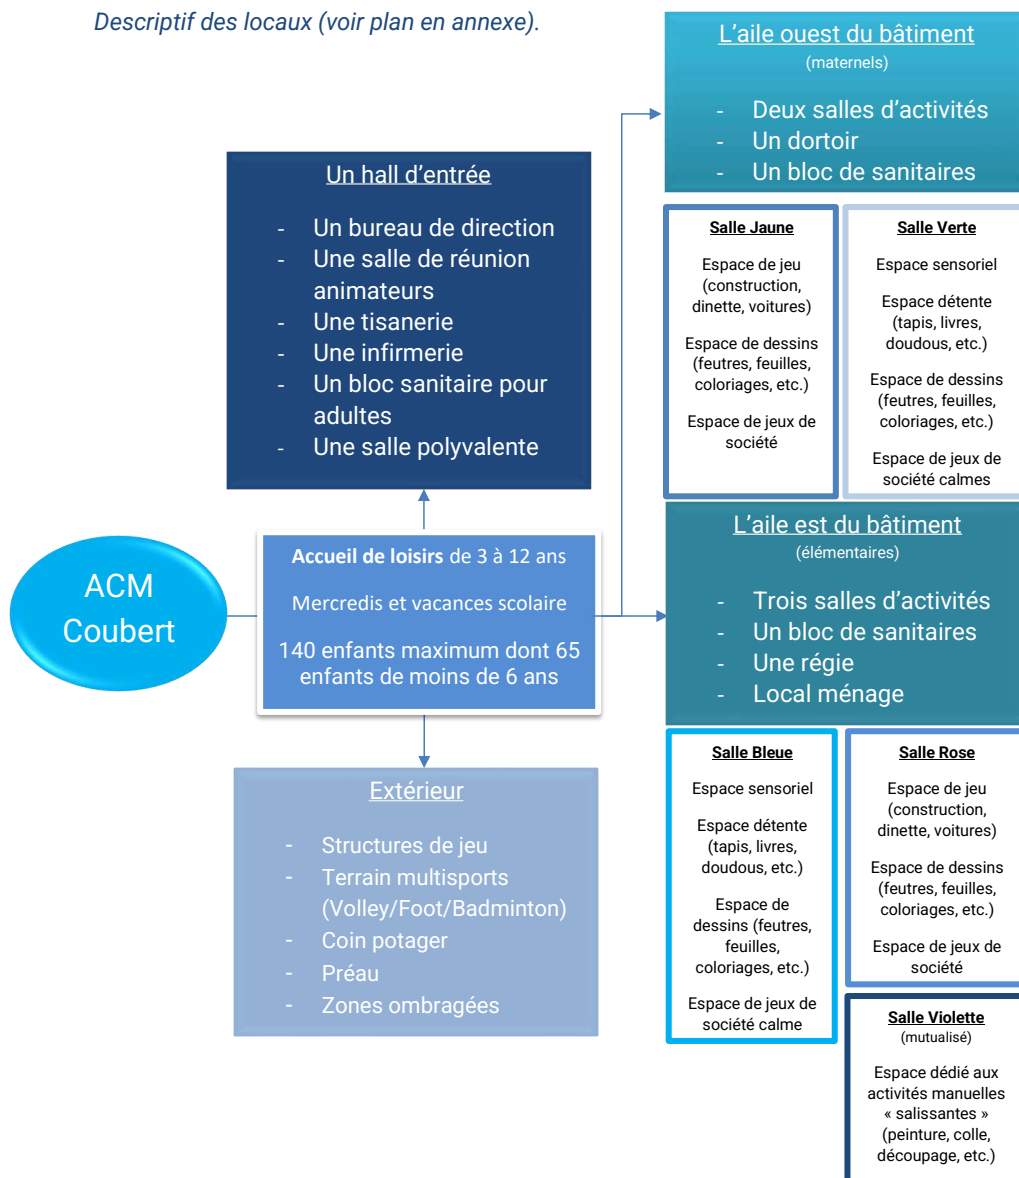 Descriptif des locaux (voir plan en annexe).
L'aile ouest du bâtiment
(maternels)
- Deux salles d'activités
- Un dortoir
- Un bloc de sanitaires
Un hall d'entrée
- Un bureau de direction
- Une salle de réunion
animateurs
- Une tisanerie
- Une infirmerie
- Un bloc sanitaire pour
adultes
- Une salle polyvalente
Salle Jaune
Espace de jeu
(construction,
dinette, voitures)
Espace de dessins
(feutres, feuilles,
coloriages, etc.)
Espace de jeux de
société
Salle Verte
Espace sensoriel
Espace détente
(tapis, livres,
doudous, etc.)
Espace de dessins
(feutres, feuilles,
coloriages, etc.)
Espace de jeux de
société calmes
ACM
Coubert
Accueil de loisirs de 3 à 12 ans
Mercredis et vacances scolaire
140 enfants maximum dont 65
enfants de moins de 6 ans
L'aile est du bâtiment
(élémentaires)
- Trois salles d'activités
- Un bloc de sanitaires
- Une régie
- Local ménage
Extérieur
- Structures de jeu
- Terrain multisports
(Volley/Foot/Badminton)
- Coin potager
- Préau
- Zones ombragées
Salle Bleue
Espace sensoriel
Espace détente
(tapis, livres,
doudous, etc.)
Espace de
dessins (feutres,
feuilles,
coloriages, etc.)
Espace de jeux de
société calme
Salle Rose
Espace de jeu
(construction,
dinette, voitures)
Espace de dessins
(feutres, feuilles,
coloriages, etc.)
Espace de jeux de
société
Salle Violette
(mutualisé)
Espace dédié aux
activités manuelles
« salissantes »
(peinture, colle,
découpage, etc.)